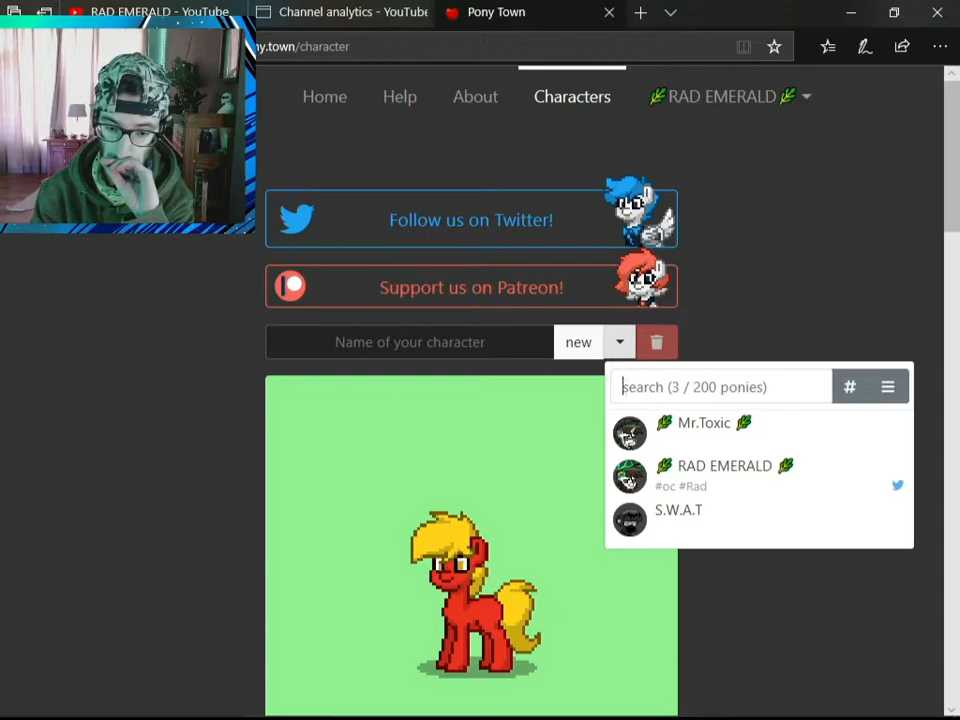 RAD EMERALD - YouTube
Channel analytics - YouTube
Pony Town
ny.town/character
Home
Help
About
Characters
🌿RAD EMERALD🌿
Follow us on Twitter!
Support us on Patreon!
Name of your character
new
search (3 / 200 ponies)
#
🌿 Mr.Toxic 🌿
🌿 RAD EMERALD 🌿
#oc #Rad
S.W.A.T